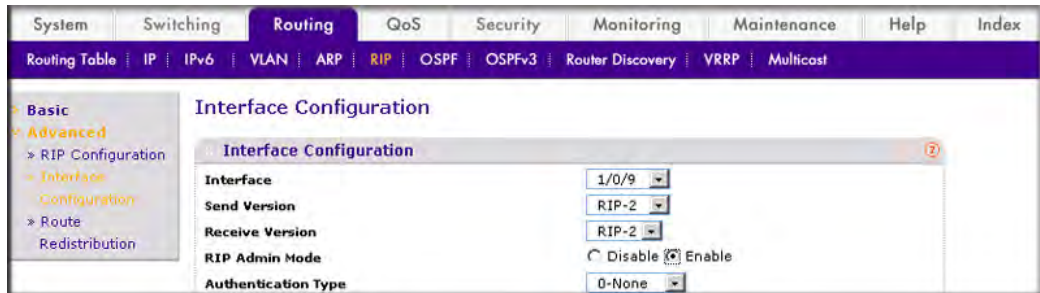 System Switching Routing QoS Security Monitoring Maintenance Help Index
Routing Table IP IPv6 VLAN ARP RIP OSPF OSPFv3 Router Discovery VRRP Multicast
Basic
Advanced
» RIP Configuration
» Interface
Configuration
» Route
Redistribution
Interface Configuration
Interface Configuration ?
Interface 1/0/9
Send Version RIP-2
Receive Version RIP-2
RIP Admin Mode Disable Enable
Authentication Type 0-None